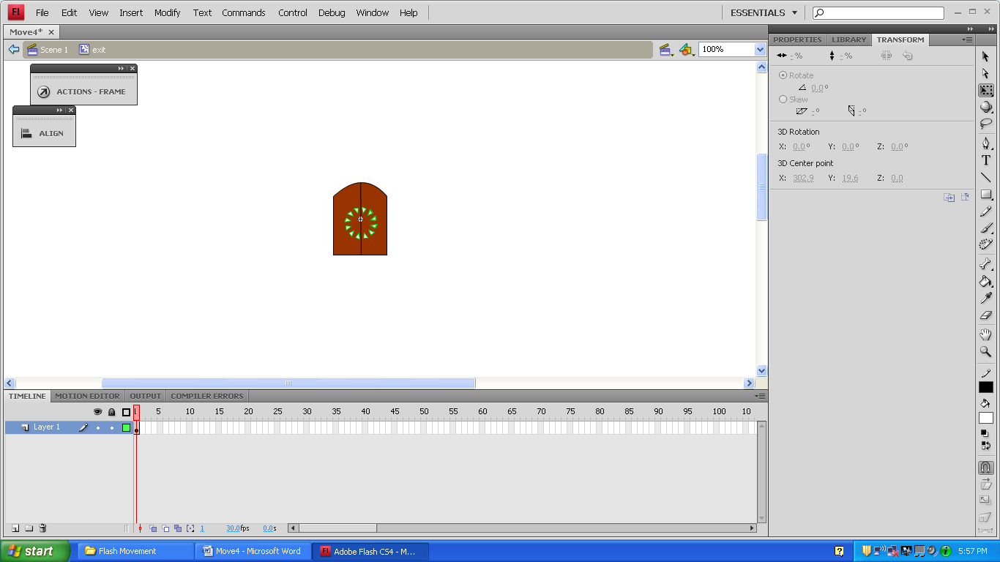 Fl File Edit View Insert Modify Text Commands Control Debug Window Help ESSENTIALS
Move4*
Scene 1 exit 100%
ACTIONS - FRAME
ALIGN
PROPERTIES LIBRARY TRANSFORM
- % - %
Rotate
0.0°
Skew
-° -°
3D Rotation
X: 0.0° Y: 0.0° Z: 0.0°
3D Center point
X: 302.9 Y: 19.6 Z: 0.0
T
TIMELINE MOTION EDITOR OUTPUT COMPILER ERRORS
1 5 10 15 20 25 30 35 40 45 50 55 60 65 70 75 80 85 90 95 100 10
Layer 1
1 30.0fps 0.0s
start Flash Movement Move4 - Microsoft Word Fl Adobe Flash CS4 - M... 5:57 PM